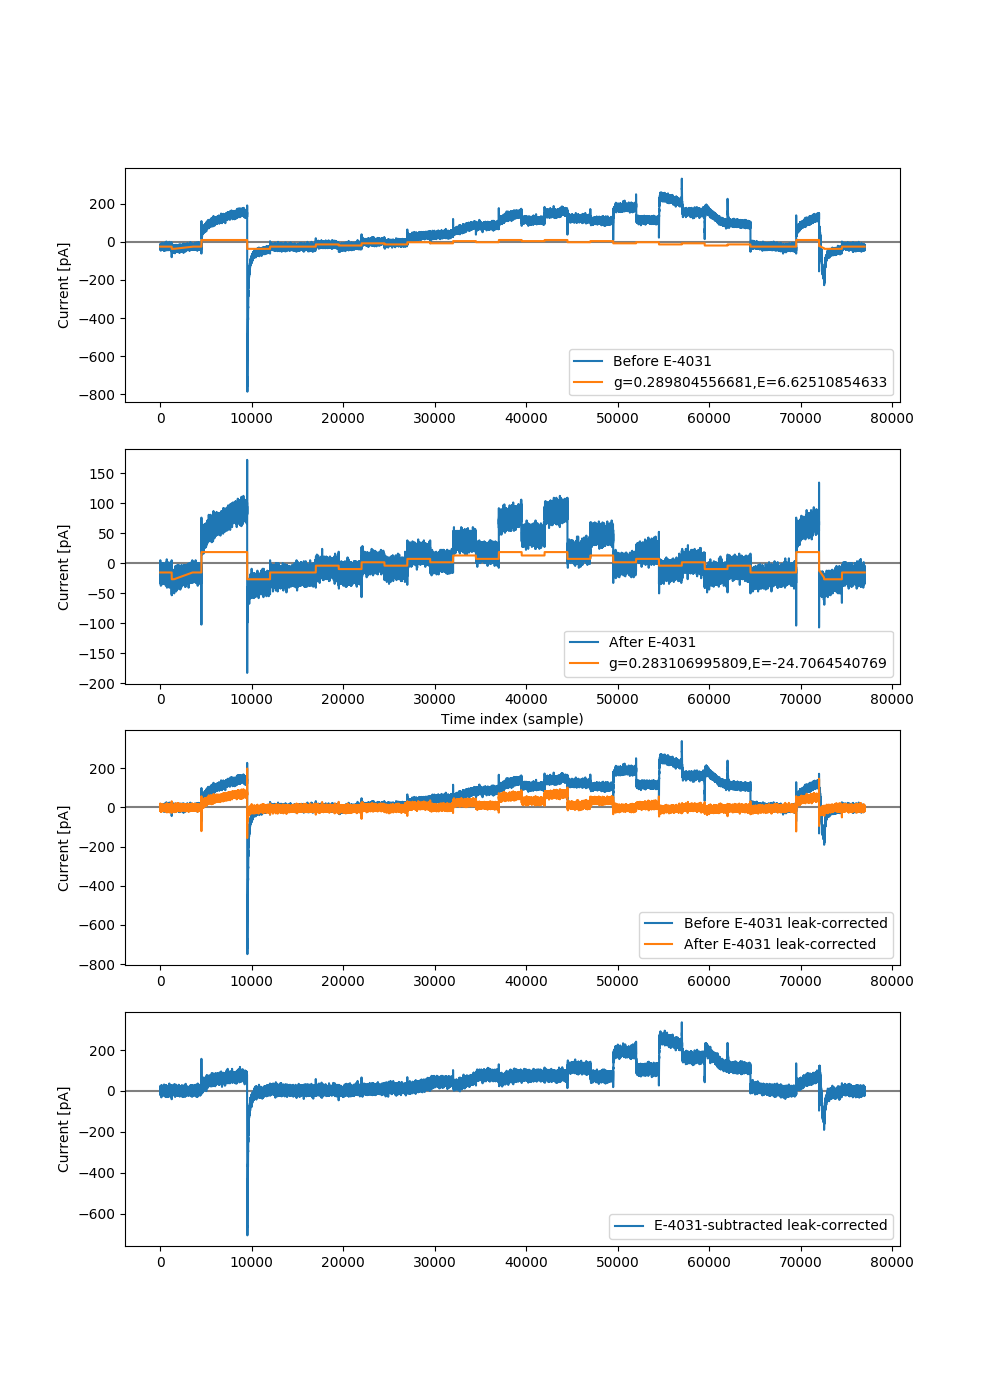 200
0
−200
−400
−600
−800
Current [pA]
Before E-4031
g=0.289804556681,E=6.62510854633
0 10000 20000 30000 40000 50000 60000 70000 80000
150
100
50
0
−50
−100
−150
−200
Current [pA]
After E-4031
g=0.283106995809,E=-24.7064540769
0 10000 20000 30000 40000 50000 60000 70000 80000
Time index (sample)
200
0
−200
−400
−600
−800
Current [pA]
Before E-4031 leak-corrected
After E-4031 leak-corrected
0 10000 20000 30000 40000 50000 60000 70000 80000
200
0
−200
−400
−600
Current [pA]
E-4031-subtracted leak-corrected
0 10000 20000 30000 40000 50000 60000 70000 80000